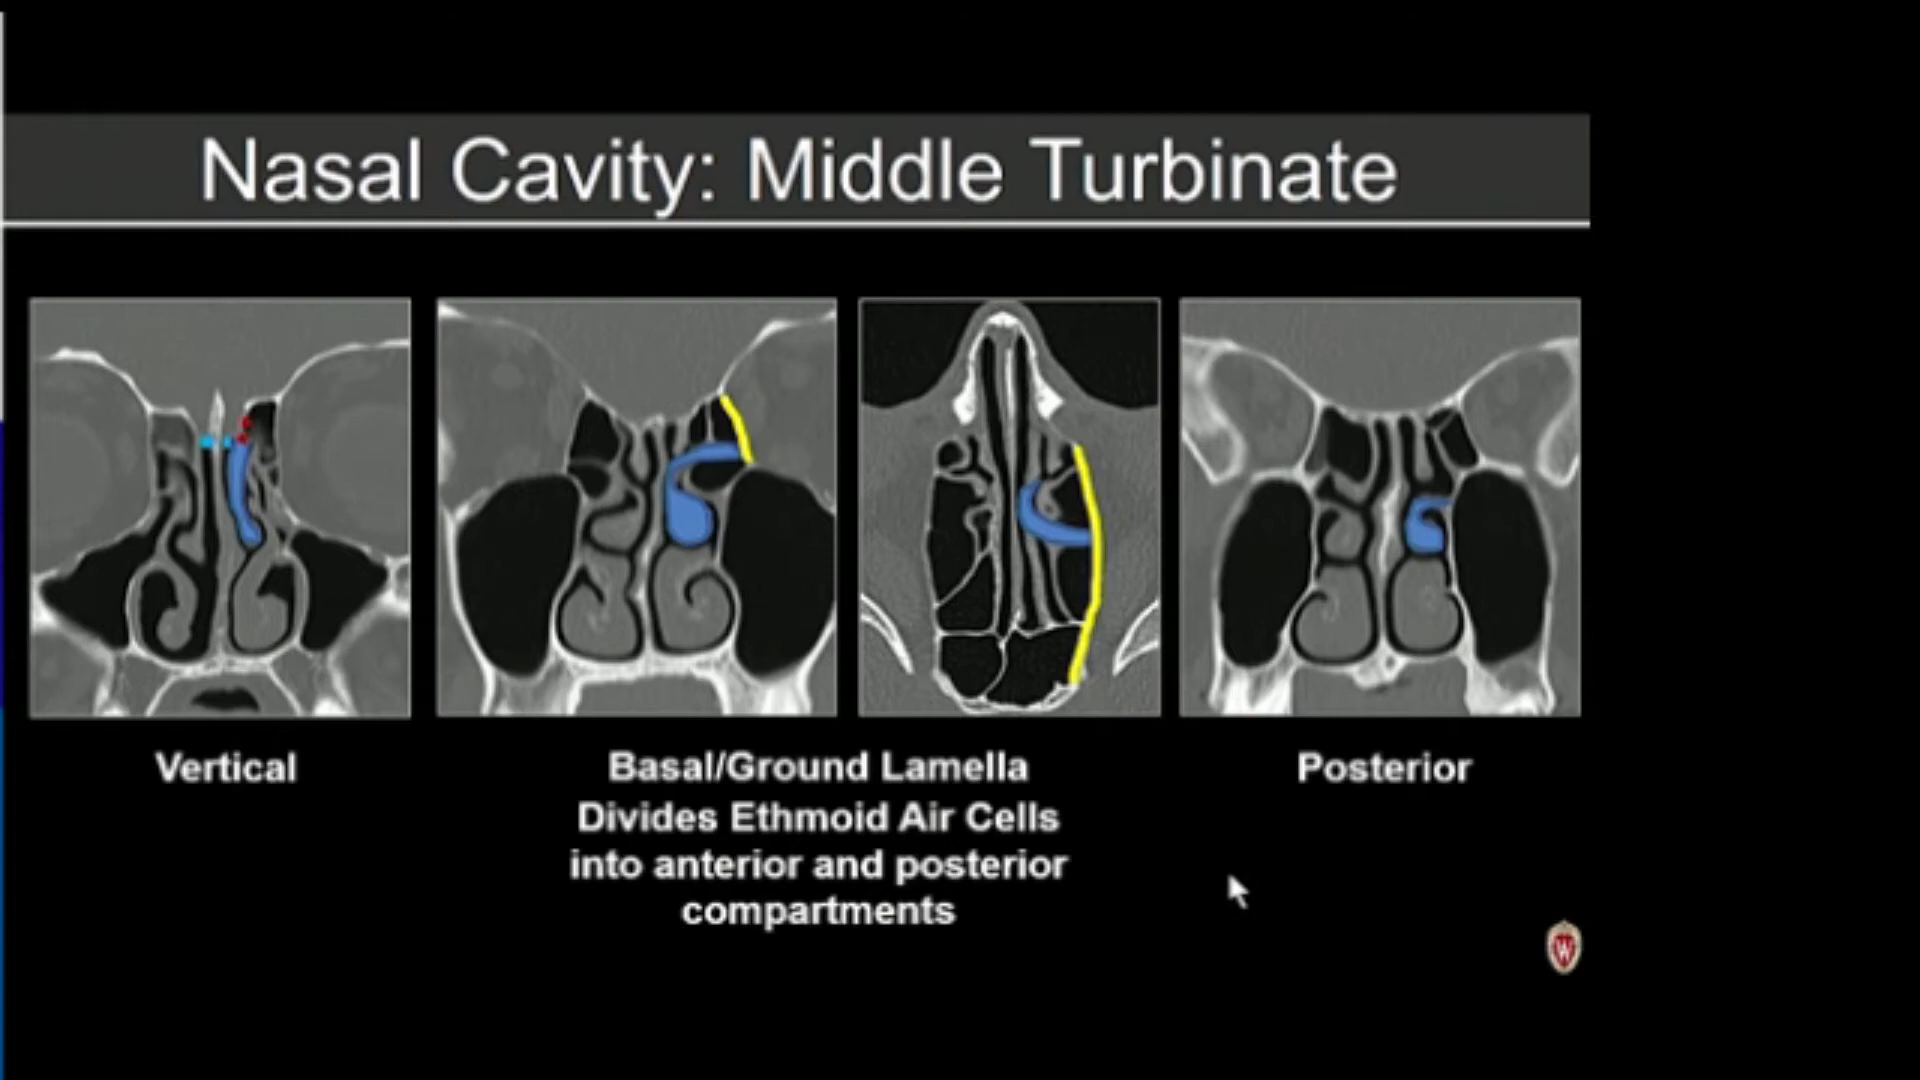 Nasal Cavity: Middle Turbinate
Vertical
Basal/Ground Lamella
Divides Ethmoid Air Cells
into anterior and posterior
compartments
Posterior
W